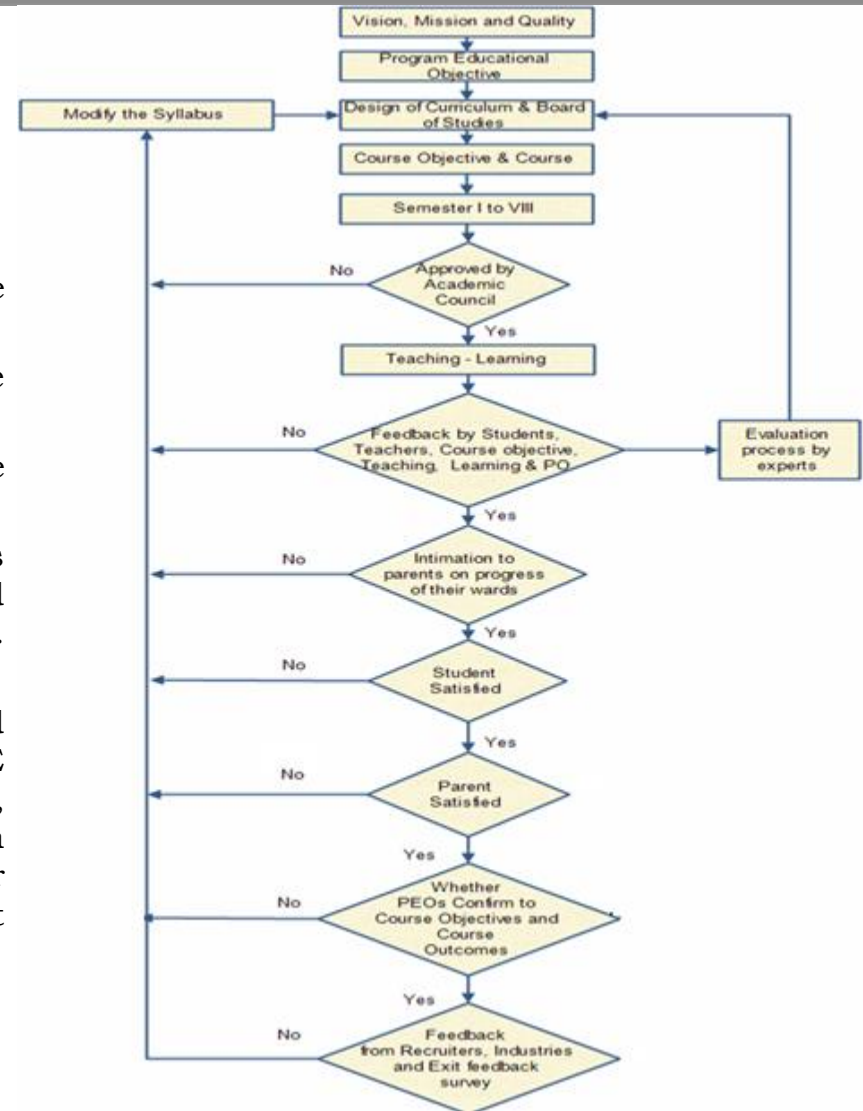 Vision, Mission and Quality
Program Educational
Objective
Modify the Syllabus
Design of Curriculum & Board
of Studies
Course Objective & Course
Semester I to VIII
No
Approved by
Academic
Council
Yes
Teaching - Learning
No
Feedback by Students,
Teachers, Course objective,
Teaching, Learning & PO
Evaluation
process by
experts
Yes
No
Intimation to
parents on progress
of their wards
Yes
No
Student
Satisfied
Yes
No
Parent
Satisfied
Yes
No
Whether
PEOs Confirm to
Course Objectives and
Course
Outcomes
Yes
No
Feedback
from Recruiters, Industries
and Exit feedback
survey